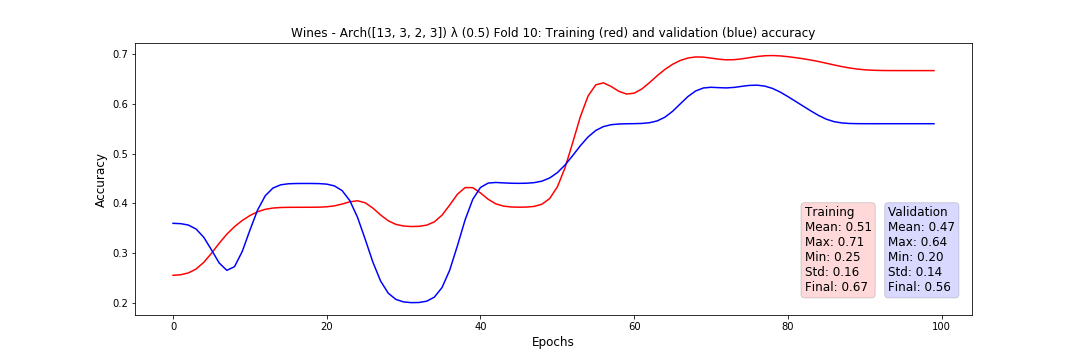 Wines - Arch([13, 3, 2, 3]) λ (0.5) Fold 10: Training (red) and validation (blue) accuracy
0.7
0.6
0.5
0.4
0.3
0.2
Accuracy
Training
Mean: 0.51
Max: 0.71
Min: 0.25
Std: 0.16
Final: 0.67
Validation
Mean: 0.47
Max: 0.64
Min: 0.20
Std: 0.14
Final: 0.56
0
20
40
60
80
100
Epochs